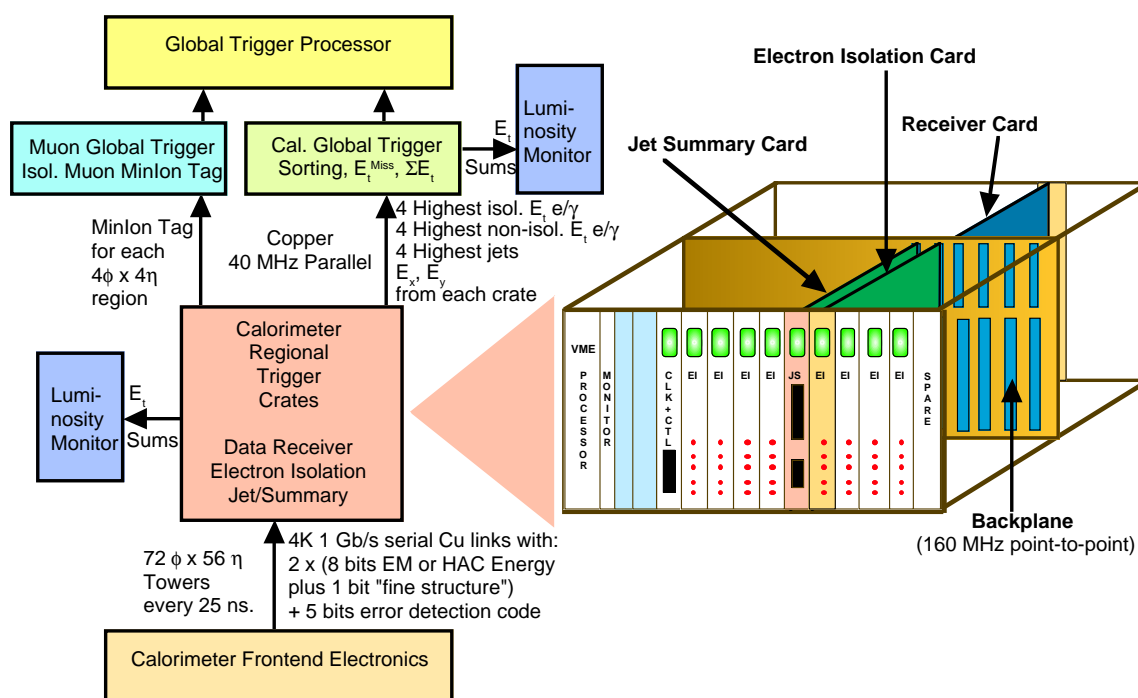 Global Trigger Processor
Muon Global Trigger
Isol. Muon MinIon Tag
Cal. Global Trigger
Sorting, E_t^Miss, ΣE_t
E_t
Sums
Lumi-
nosity
Monitor
MinIon Tag
for each
4ϕ x 4η
region
Copper
40 MHz Parallel
4 Highest isol. E_t e/γ
4 Highest non-isol. E_t e/γ
4 Highest jets
E_x, E_y
from each crate
Calorimeter
Regional
Trigger
Crates
Data Receiver
Electron Isolation
Jet/Summary
Lumi-
nosity
Monitor
E_t
Sums
72 ϕ x 56 η
Towers
every 25 ns.
4K 1 Gb/s serial Cu links with:
2 x (8 bits EM or HAC Energy
plus 1 bit "fine structure")
+ 5 bits error detection code
Calorimeter Frontend Electronics
Electron Isolation Card
Receiver Card
Jet Summary Card
VME
PROCESSOR
MONITOR
CLK+CTL
EI
EI
EI
EI
JS
EI
EI
EI
EI
SPARE
Backplane
(160 MHz point-to-point)